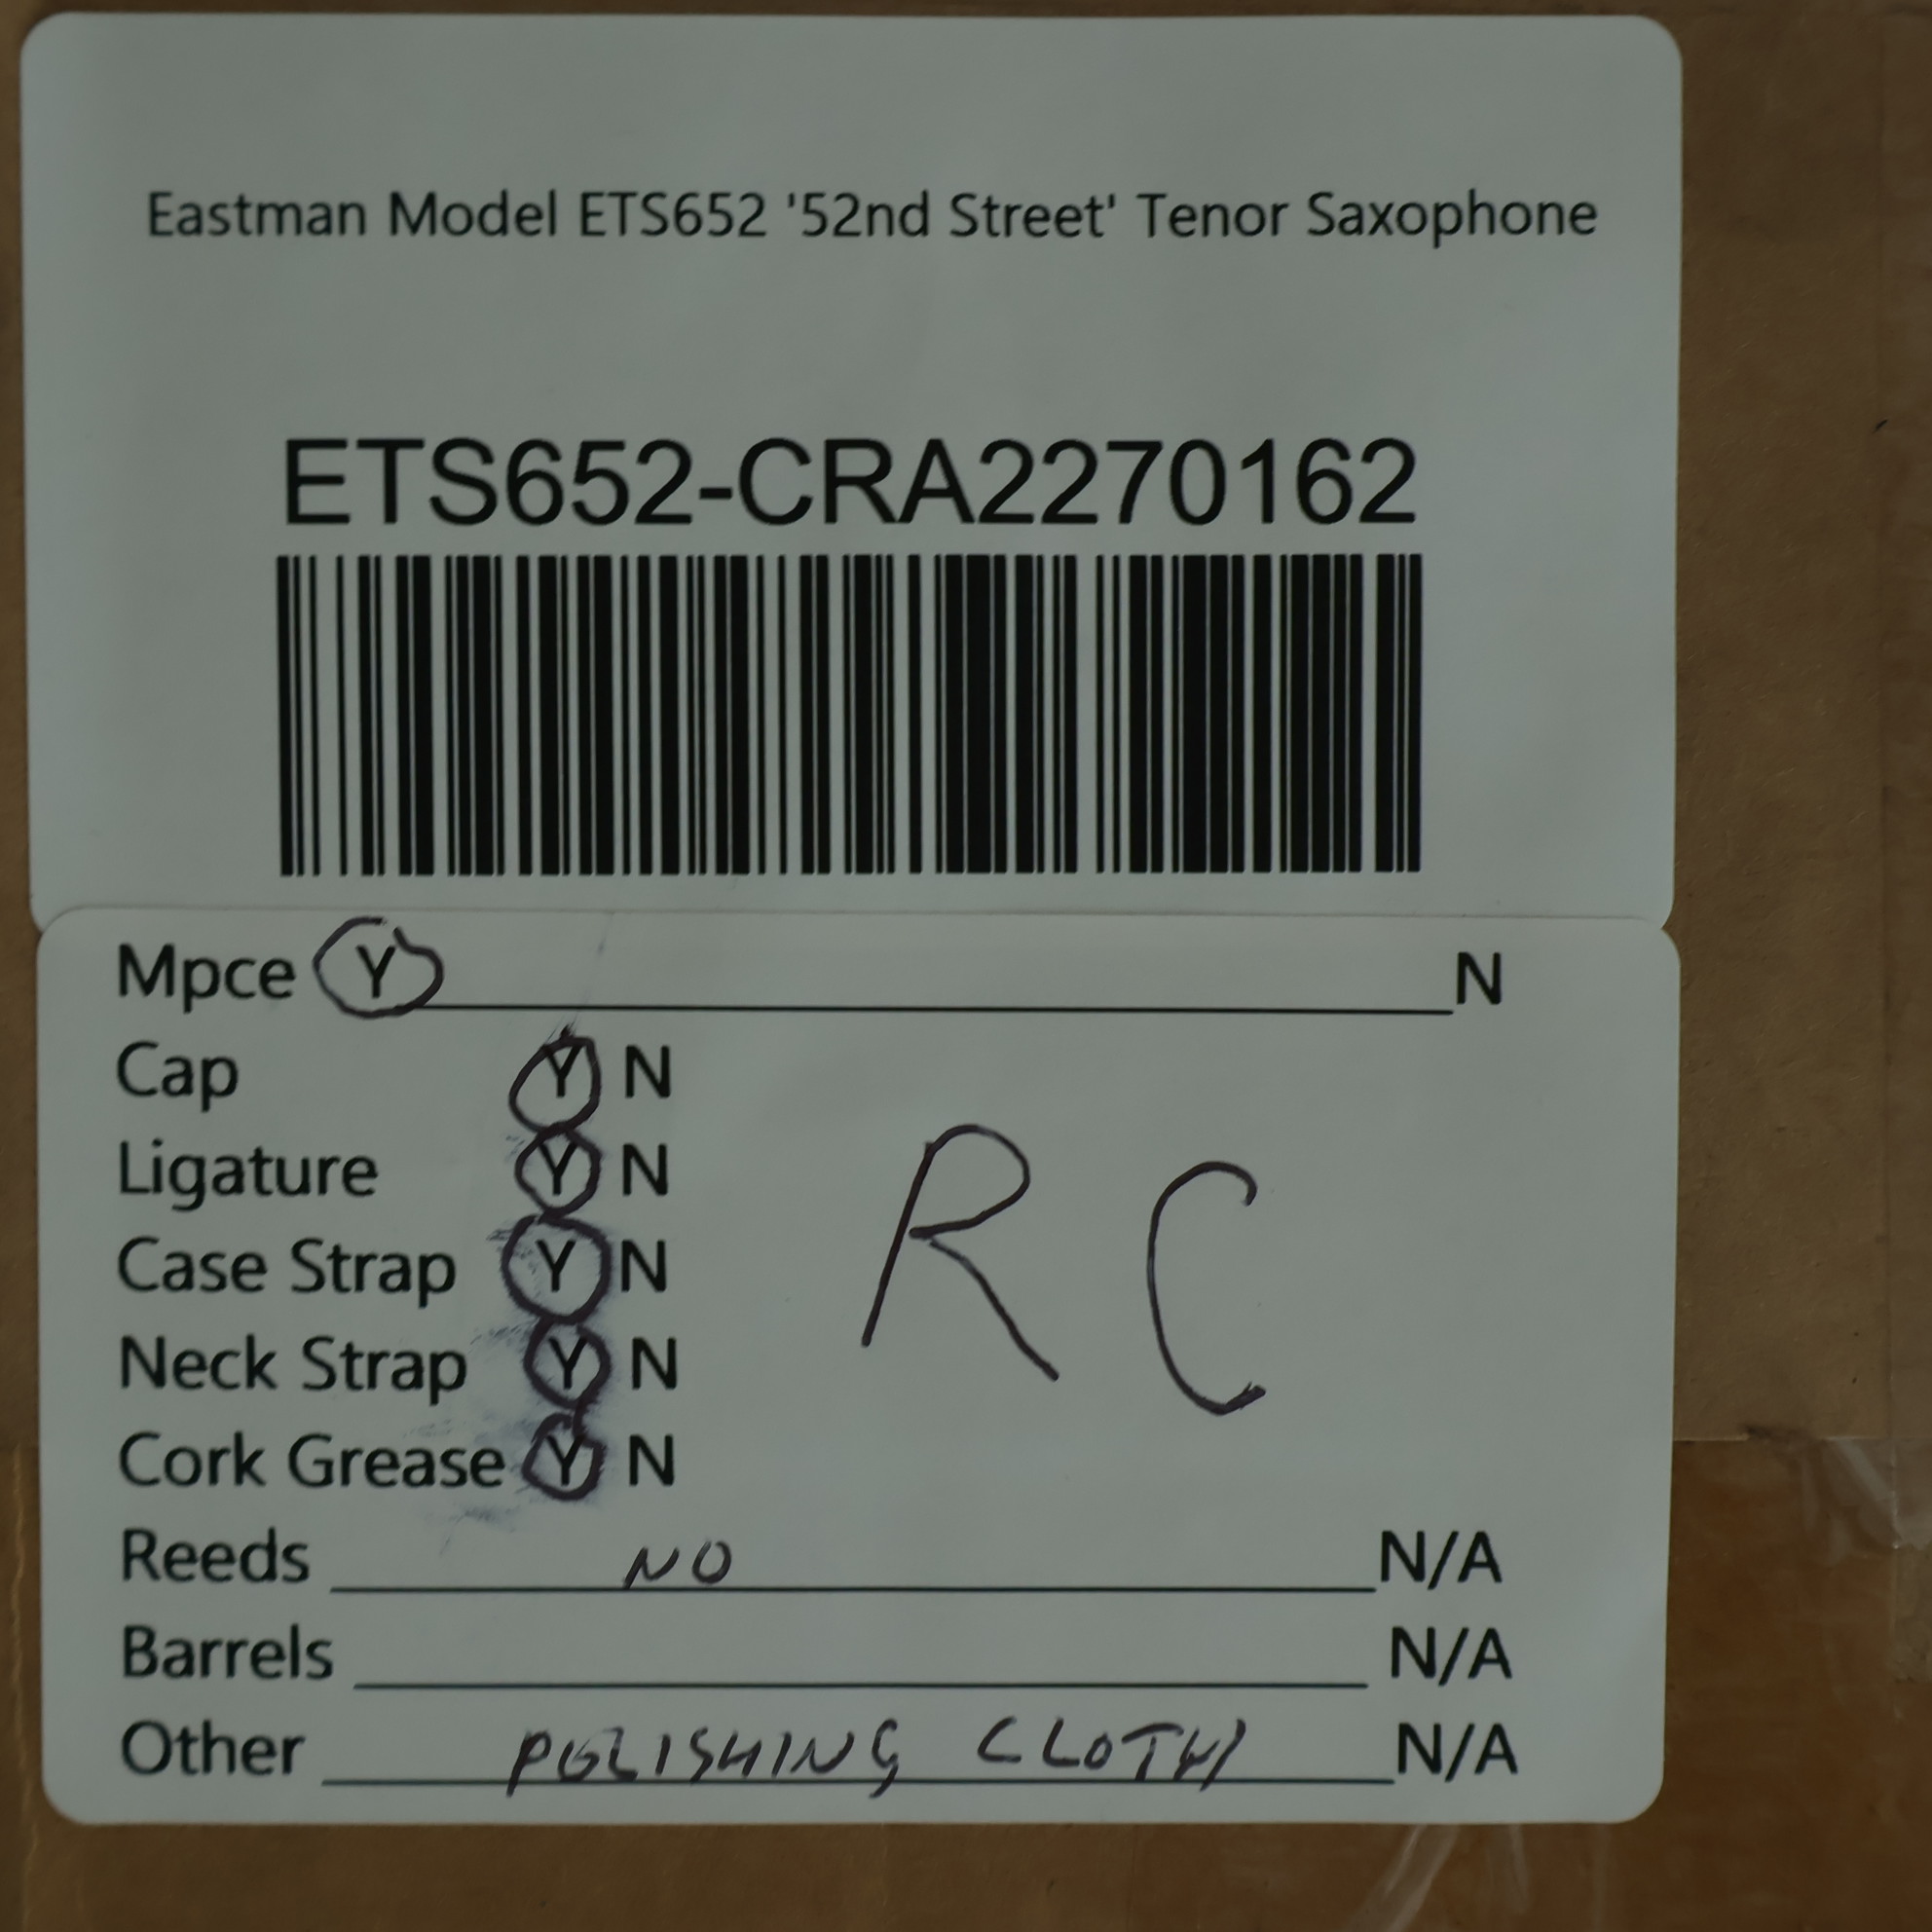 Eastman Model ETS652 '52nd Street' Tenor Saxophone
ETS652-CRA2270162
Mpce Y N
Cap Y N
Ligature Y N
Case Strap Y N
Neck Strap Y N
Cork Grease Y N
R C
Reeds NO N/A
Barrels N/A
Other POLISHING CLOTH N/A